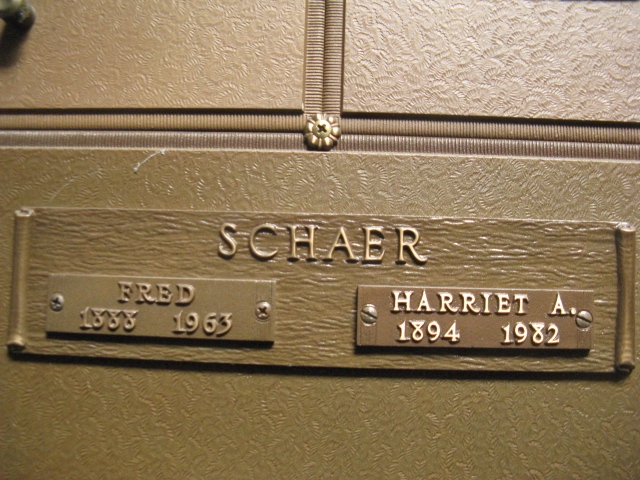 SCHAER
FRED
1888 1963
HARRIET A.
1894 1982